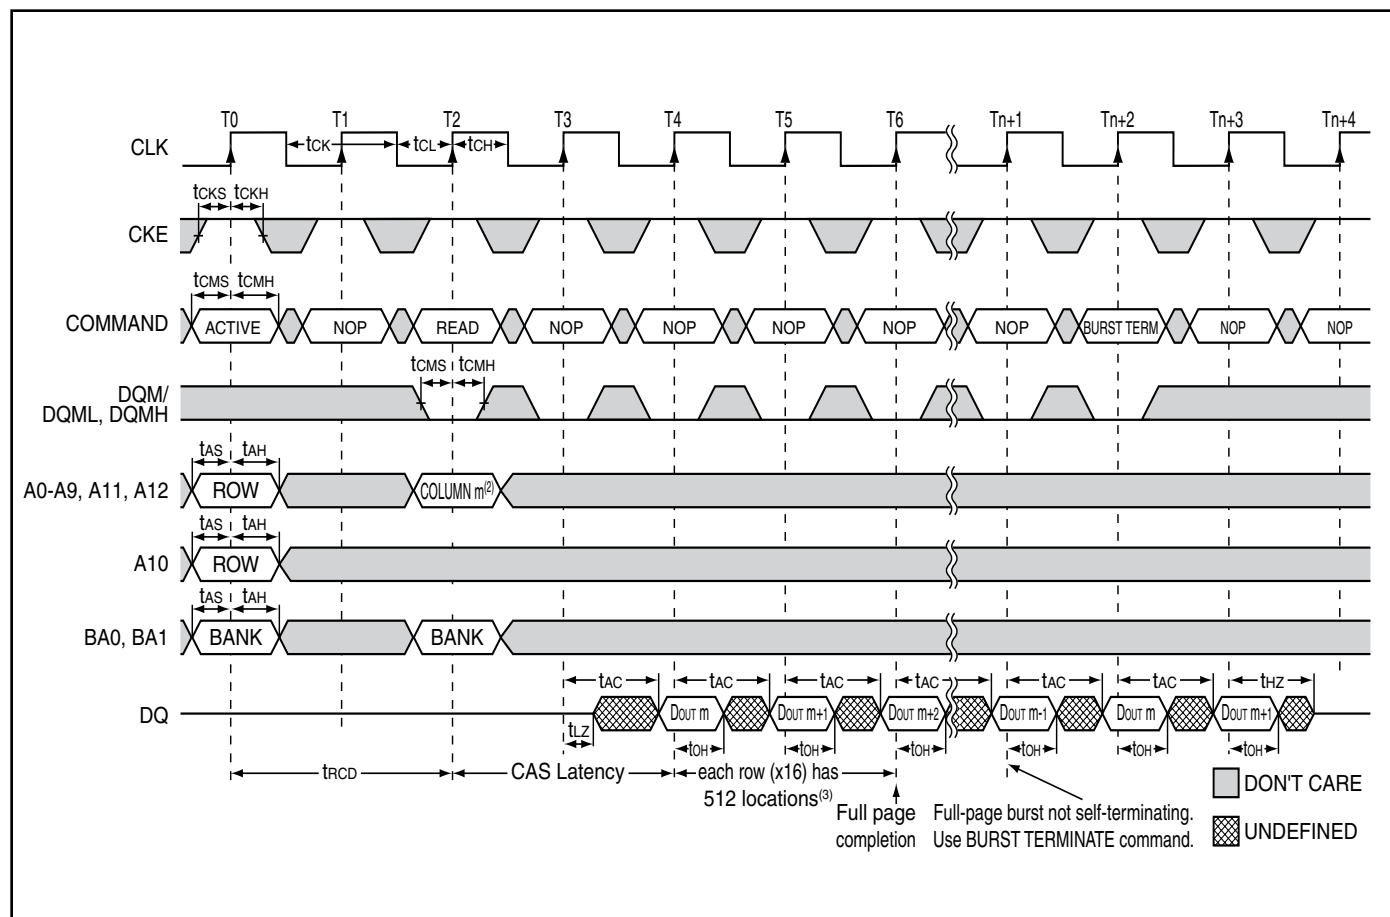 T0 T1 T2 T3 T4 T5 T6 Tn+1 Tn+2 Tn+3 Tn+4
CLK tCK tCL tCH
tCKS tCKH
CKE
tCMS tCMH
COMMAND ACTIVE NOP READ NOP NOP NOP NOP NOP BURST TERM NOP NOP
tCMS tCMH
DQM/
DQML, DQMH
tAS tAH
A0-A9, A11, A12 ROW COLUMN m(2)
tAS tAH
A10 ROW
tAS tAH
BA0, BA1 BANK BANK
tAC tAC tAC tAC tAC tAC tHZ
DQ DOUT m DOUT m+1 DOUT m+2 DOUT m-1 DOUT m DOUT m+1
tLZ tOH tOH tOH tOH tOH tOH
tRCD CAS Latency each row (x16) has
512 locations(3)
Full page
completion
Full-page burst not self-terminating.
Use BURST TERMINATE command.
DON'T CARE
UNDEFINED